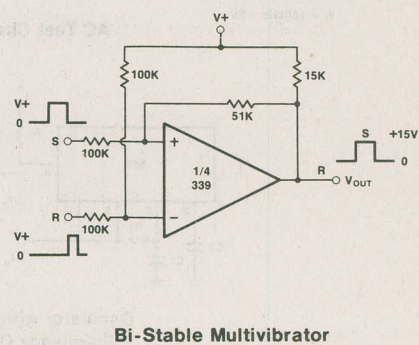 V+
100K
15K
51K
V+
0
S
100K
+
1/4
339
−
R
100K
V+
0
S
+15V
0
R
VOUT
Bi-Stable Multivibrator